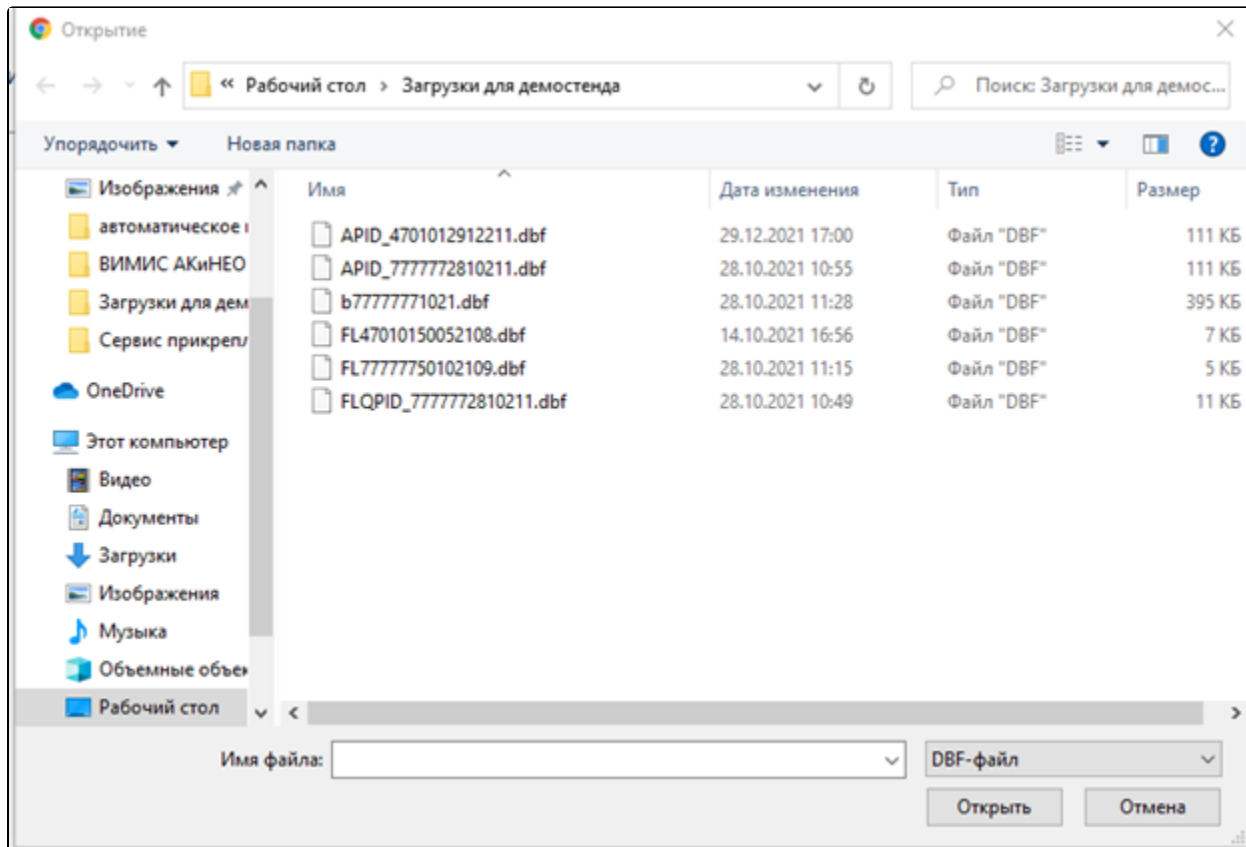 Открытие
« Рабочий стол › Загрузки для демостенда
Поиск: Загрузки для демос...
Упорядочить Новая папка
Имя Дата изменения Тип Размер
Изображения
автоматическое
ВИМИС АКиНЕО
Загрузки для дем
Сервис прикрепл
OneDrive
Этот компьютер
Видео
Документы
Загрузки
Изображения
Музыка
Объемные объек
Рабочий стол
APID_4701012912211.dbf 29.12.2021 17:00 Файл "DBF" 111 КБ
APID_7777772810211.dbf 28.10.2021 10:55 Файл "DBF" 111 КБ
b77777771021.dbf 28.10.2021 11:28 Файл "DBF" 395 КБ
FL47010150052108.dbf 14.10.2021 16:56 Файл "DBF" 7 КБ
FL77777750102109.dbf 28.10.2021 11:15 Файл "DBF" 5 КБ
FLQPID_7777772810211.dbf 28.10.2021 10:49 Файл "DBF" 11 КБ
Имя файла: DBF-файл
Открыть Отмена